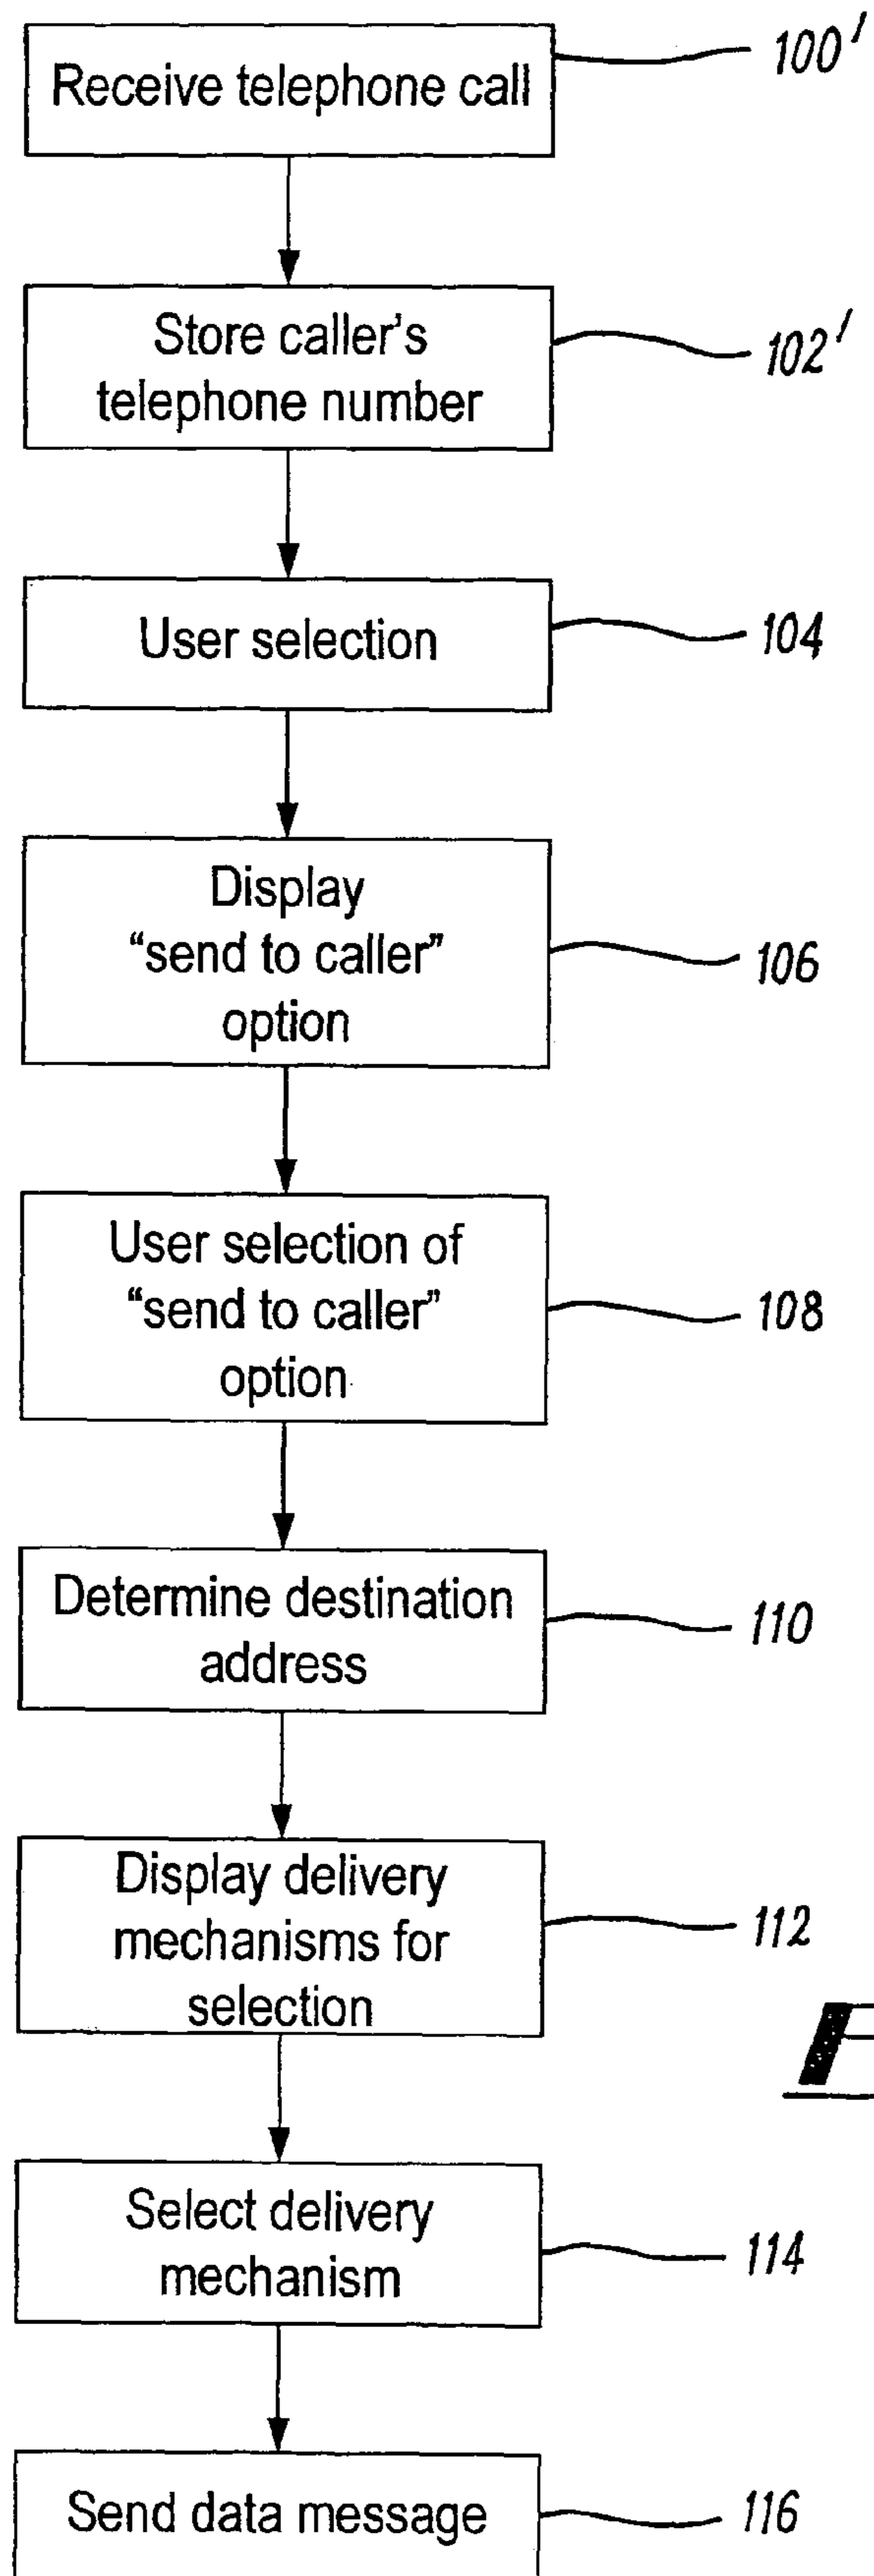 Receive telephone call
100'
Store caller's
telephone number
102'
User selection
104
Display
“send to caller”
option
106
User selection of
“send to caller”
option
108
Determine destination
address
110
Display delivery
mechanisms for
selection
112
Select delivery
mechanism
114
Send data message
116